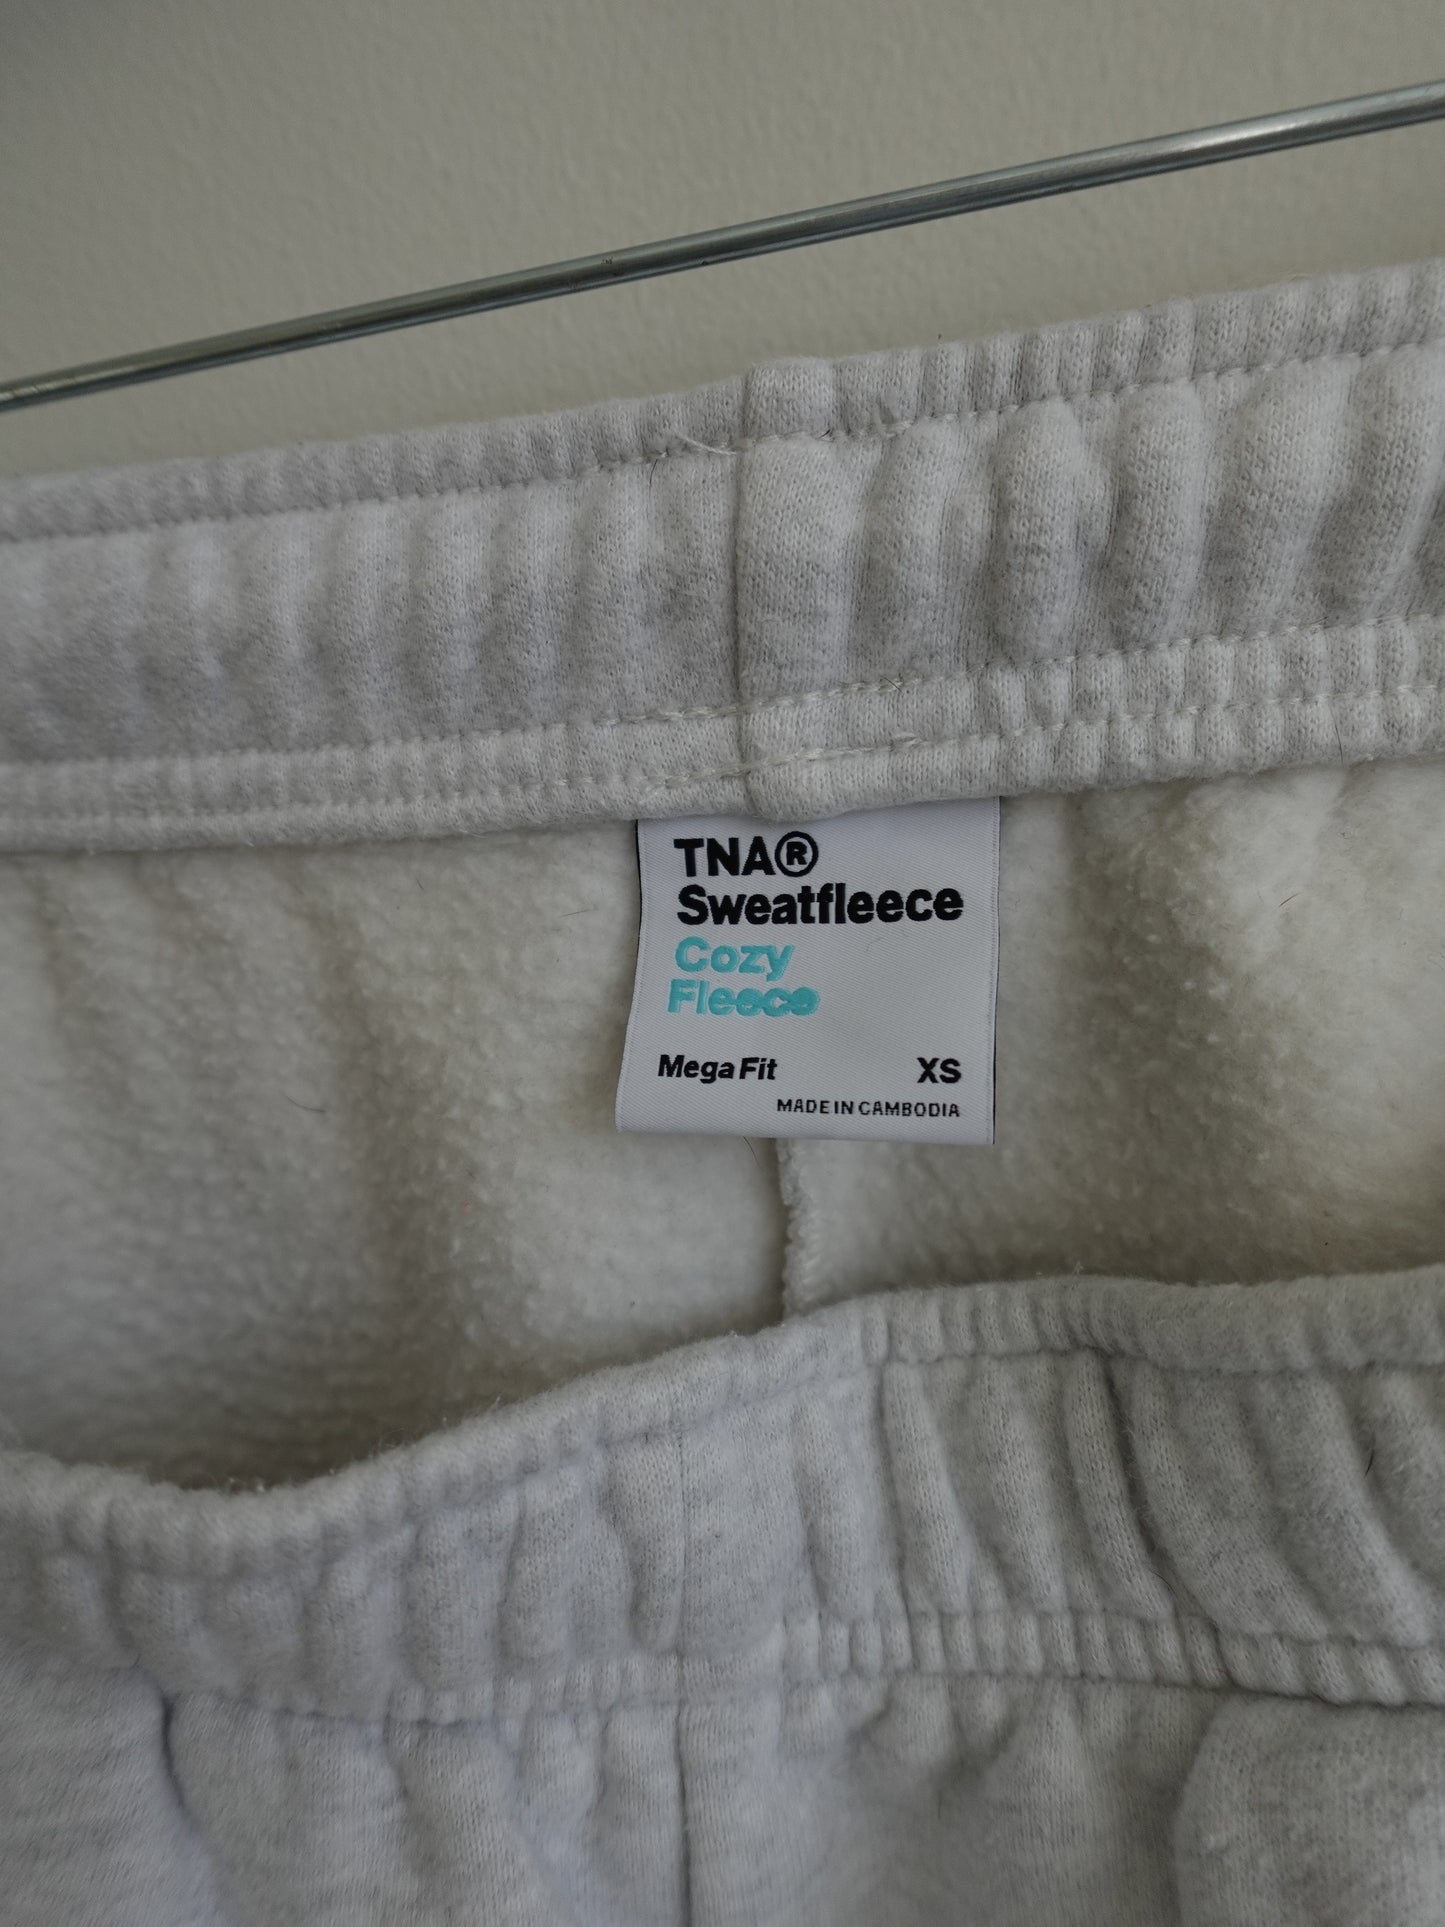 TNA®
Sweatfleece
Cozy
Fleece
Mega Fit XS
MADE IN CAMBODIA